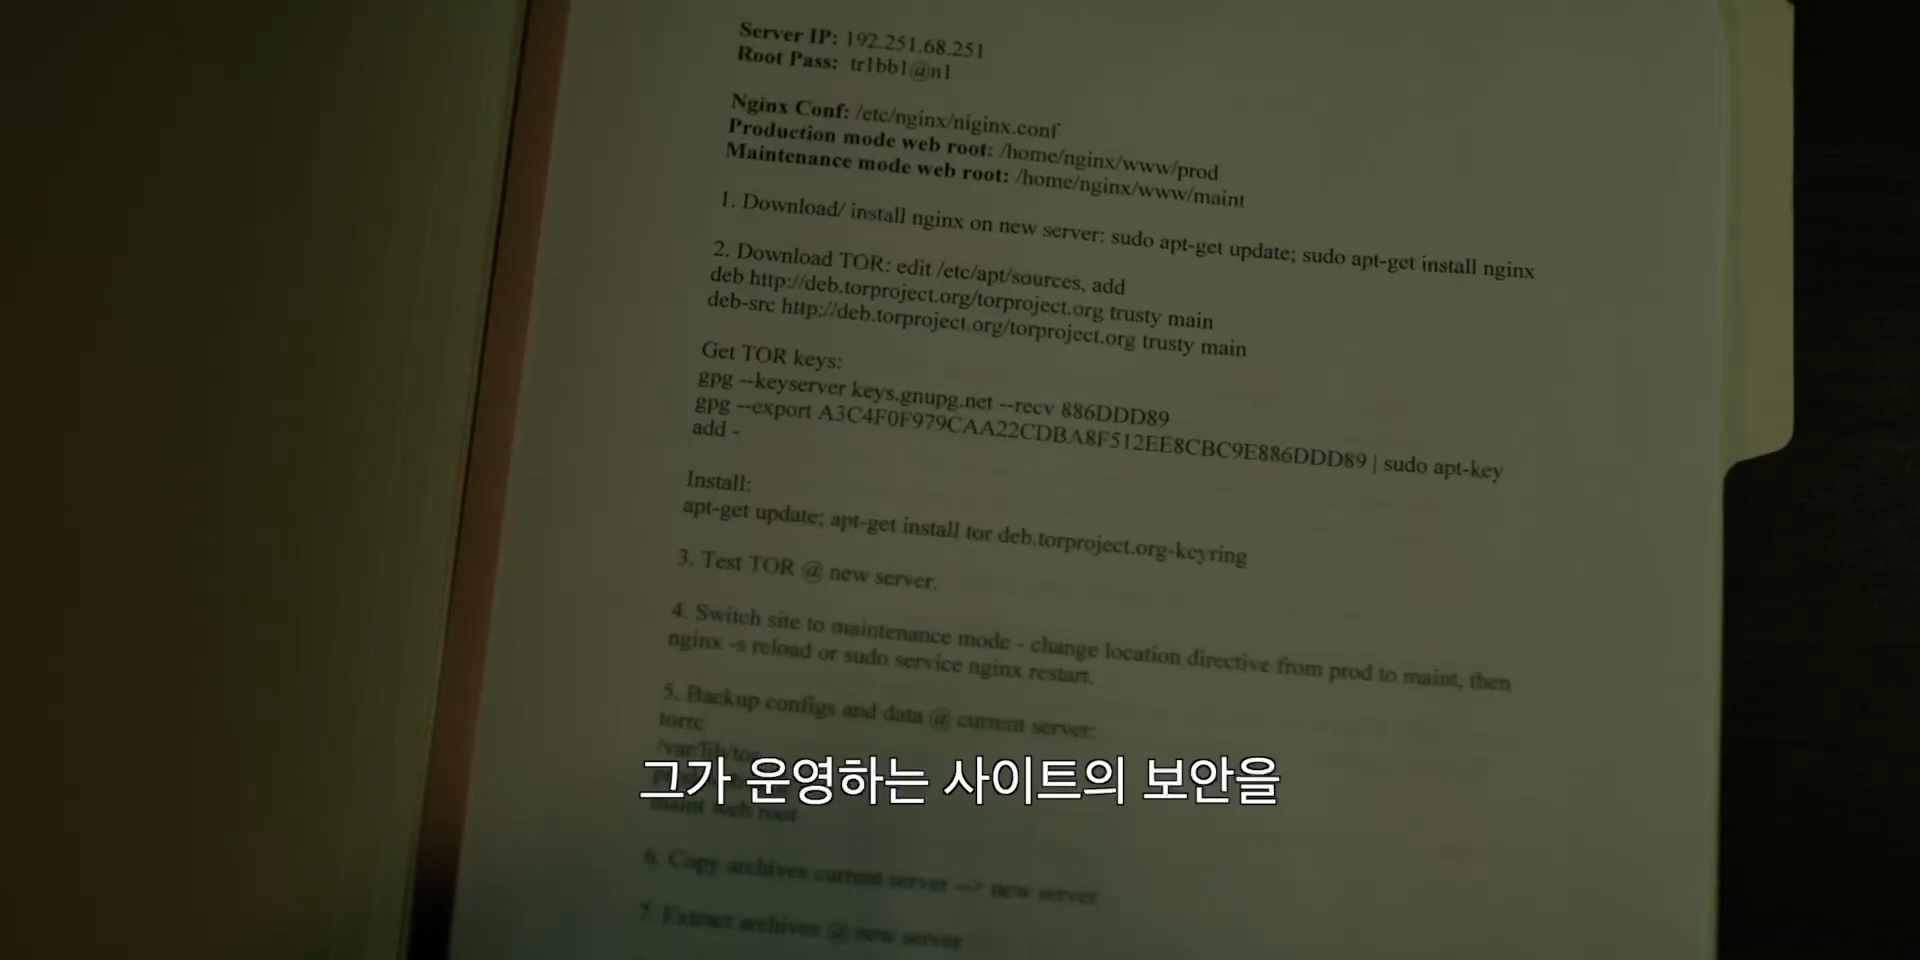 Server IP: 192.251.68.251
Root Pass: tr1bb1@n1
Nginx Conf: /etc/nginx/niginx.conf
Production mode web root: /home/nginx/www/prod
Maintenance mode web root: /home/nginx/www/maint
1. Download/ install nginx on new server: sudo apt-get update; sudo apt-get install nginx
2. Download TOR: edit /etc/apt/sources, add
deb http://deb.torproject.org/torproject.org trusty main
deb-src http://deb.torproject.org/torproject.org trusty main
Get TOR keys:
gpg --keyserver keys.gnupg.net --recv 886DDD89
gpg --export A3C4F0F979CAA22CDBA8F512EE8CBC9E886DDD89 | sudo apt-key
add -
Install:
apt-get update; apt-get install tor deb.torproject.org-keyring
3. Test TOR @ new server.
4. Switch site to maintenance mode - change location directive from prod to maint, then
nginx -s reload or sudo service nginx restart.
5. Backup configs and data @ current server:
torrc
/var/lib/tor
그가 운영하는 사이트의 보안을
maint web root
6. Copy archives current server --> new server
7. Extract archives @ new server